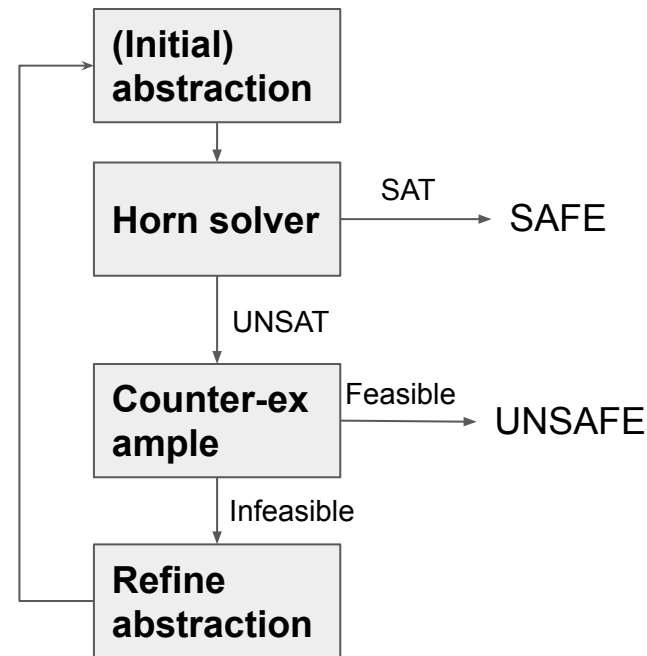 (Initial)
abstraction
Horn solver
SAT
SAFE
UNSAT
Counter-ex
ample
Feasible
UNSAFE
Infeasible
Refine
abstraction